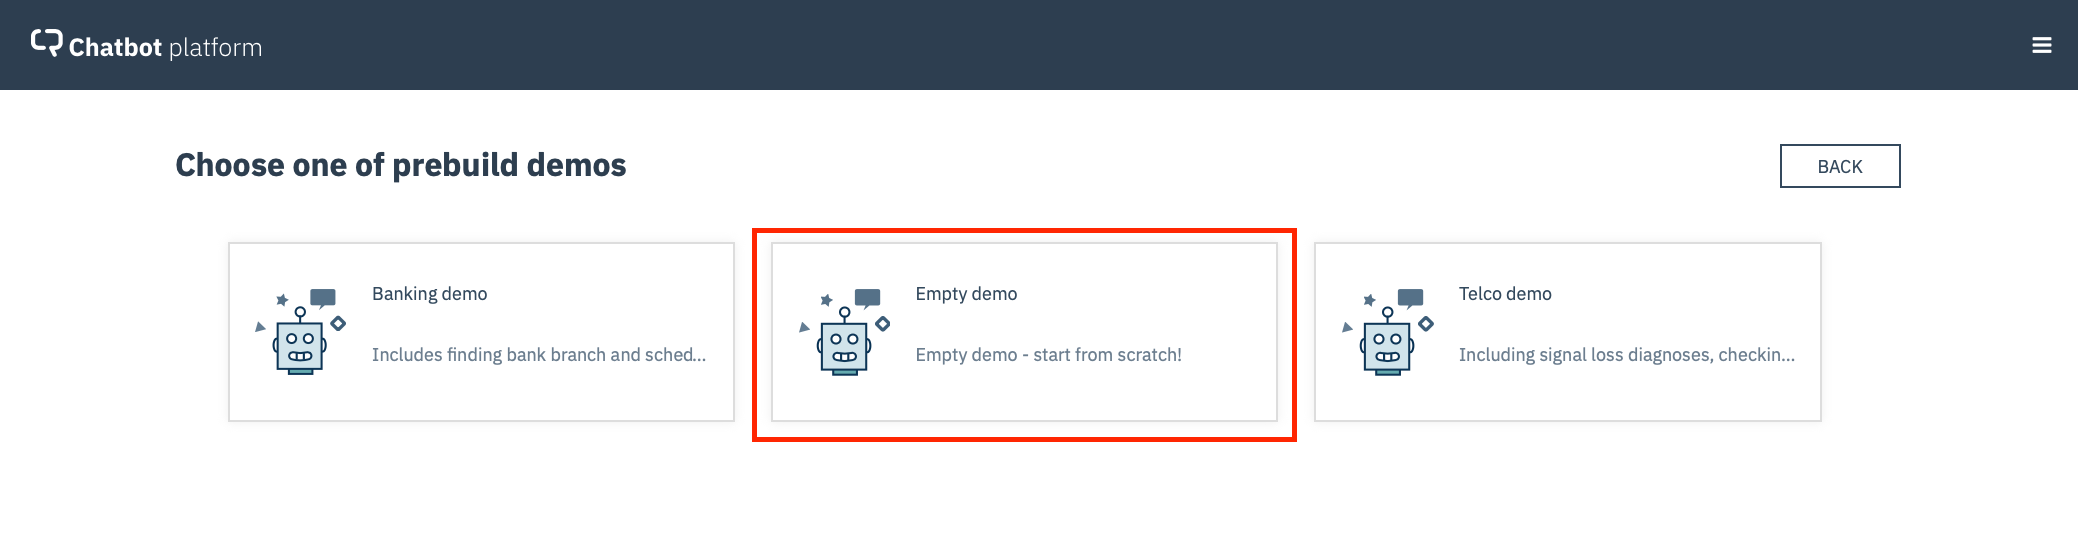 Chatbot platform
Choose one of prebuild demos
BACK
Banking demo
Includes finding bank branch and sched...
Empty demo
Empty demo - start from scratch!
Telco demo
Including signal loss diagnoses, checkin...